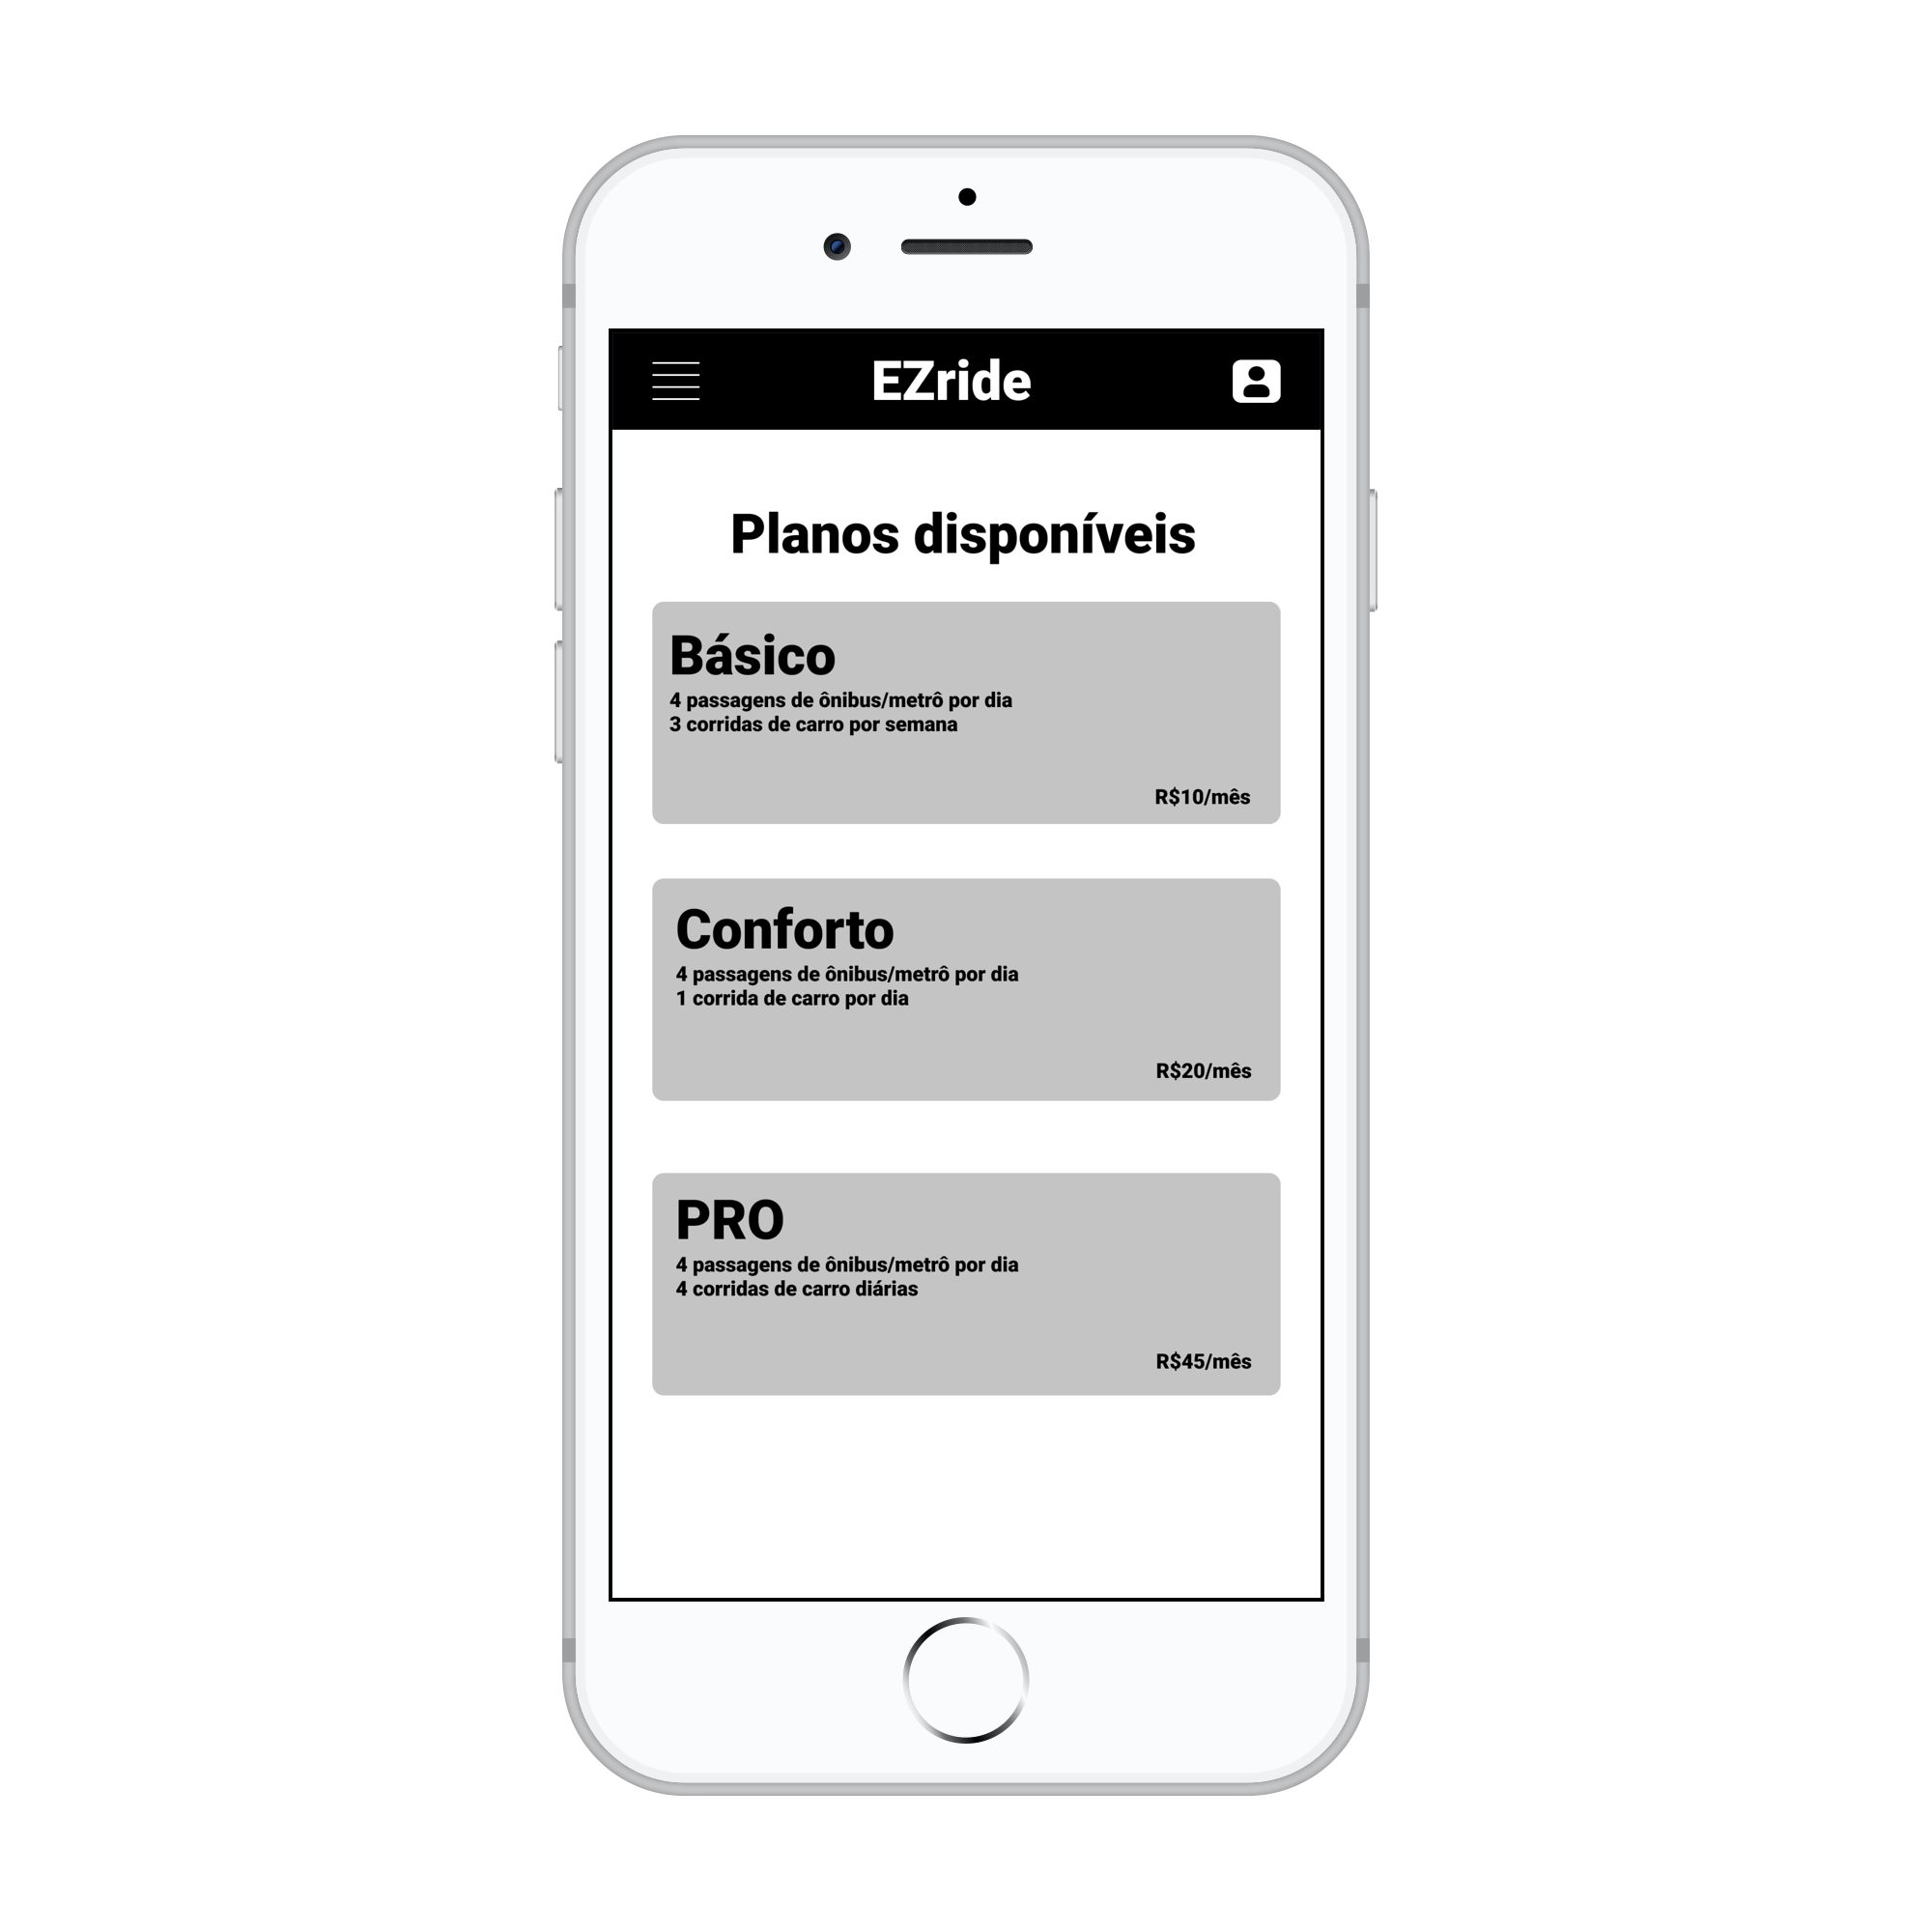 EZride
Planos disponíveis
Básico
4 passagens de ônibus/metrô por dia
3 corridas de carro por semana
R$10/mês
Conforto
4 passagens de ônibus/metrô por dia
1 corrida de carro por dia
R$20/mês
PRO
4 passagens de ônibus/metrô por dia
4 corridas de carro diárias
R$45/mês